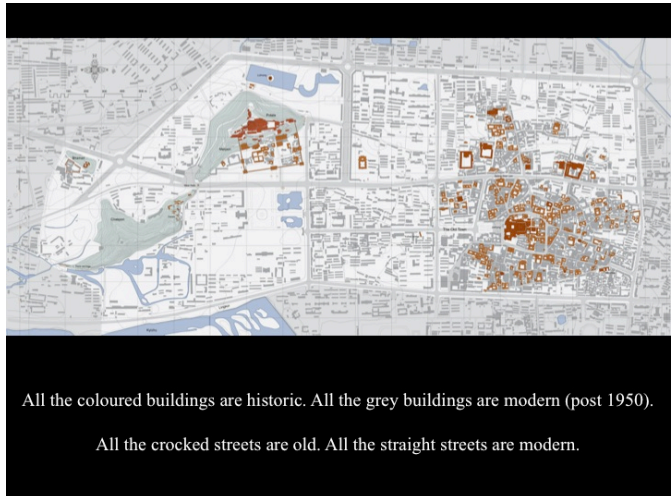 All the coloured buildings are historic. All the grey buildings are modern (post 1950).
All the crocked streets are old. All the straight streets are modern.